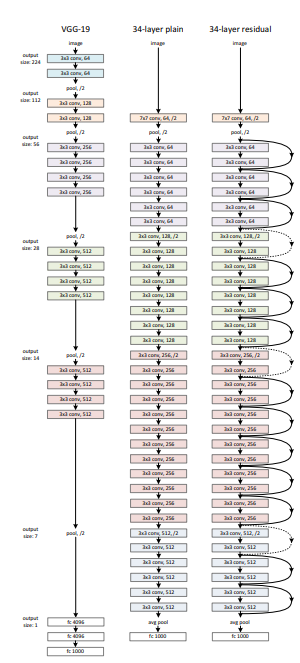 VGG-19
image
output
size: 224
3x3 conv, 64
3x3 conv, 64
output
size: 112
pool, /2
3x3 conv, 128
3x3 conv, 128
output
size: 56
pool, /2
3x3 conv, 256
3x3 conv, 256
3x3 conv, 256
3x3 conv, 256
output
size: 28
pool, /2
3x3 conv, 512
3x3 conv, 512
3x3 conv, 512
3x3 conv, 512
output
size: 14
pool, /2
3x3 conv, 512
3x3 conv, 512
3x3 conv, 512
3x3 conv, 512
output
size: 7
pool, /2
output
size: 1
fc 4096
fc 4096
fc 1000
34-layer plain
image
7x7 conv, 64, /2
pool, /2
3x3 conv, 64
3x3 conv, 64
3x3 conv, 64
3x3 conv, 64
3x3 conv, 64
3x3 conv, 64
3x3 conv, 128, /2
3x3 conv, 128
3x3 conv, 128
3x3 conv, 128
3x3 conv, 128
3x3 conv, 128
3x3 conv, 128
3x3 conv, 128
3x3 conv, 256, /2
3x3 conv, 256
3x3 conv, 256
3x3 conv, 256
3x3 conv, 256
3x3 conv, 256
3x3 conv, 256
3x3 conv, 256
3x3 conv, 256
3x3 conv, 256
3x3 conv, 256
3x3 conv, 256
3x3 conv, 512, /2
3x3 conv, 512
3x3 conv, 512
3x3 conv, 512
3x3 conv, 512
3x3 conv, 512
avg pool
fc 1000
34-layer residual
image
7x7 conv, 64, /2
pool, /2
3x3 conv, 64
3x3 conv, 64
3x3 conv, 64
3x3 conv, 64
3x3 conv, 64
3x3 conv, 64
3x3 conv, 128, /2
3x3 conv, 128
3x3 conv, 128
3x3 conv, 128
3x3 conv, 128
3x3 conv, 128
3x3 conv, 128
3x3 conv, 128
3x3 conv, 256, /2
3x3 conv, 256
3x3 conv, 256
3x3 conv, 256
3x3 conv, 256
3x3 conv, 256
3x3 conv, 256
3x3 conv, 256
3x3 conv, 256
3x3 conv, 256
3x3 conv, 256
3x3 conv, 256
3x3 conv, 512, /2
3x3 conv, 512
3x3 conv, 512
3x3 conv, 512
3x3 conv, 512
3x3 conv, 512
avg pool
fc 1000